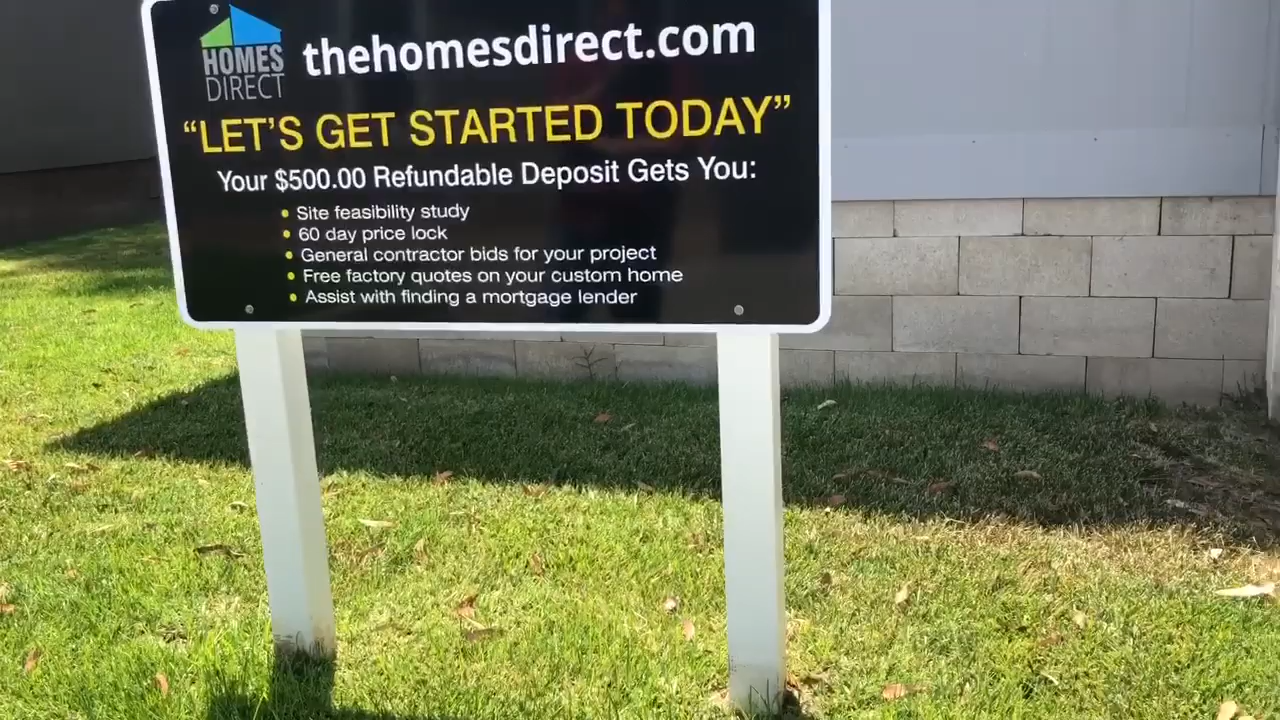 HOMES
DIRECT
thehomesdirect.com
“LET’S GET STARTED TODAY”
Your $500.00 Refundable Deposit Gets You:
• Site feasibility study
• 60 day price lock
• General contractor bids for your project
• Free factory quotes on your custom home
• Assist with finding a mortgage lender